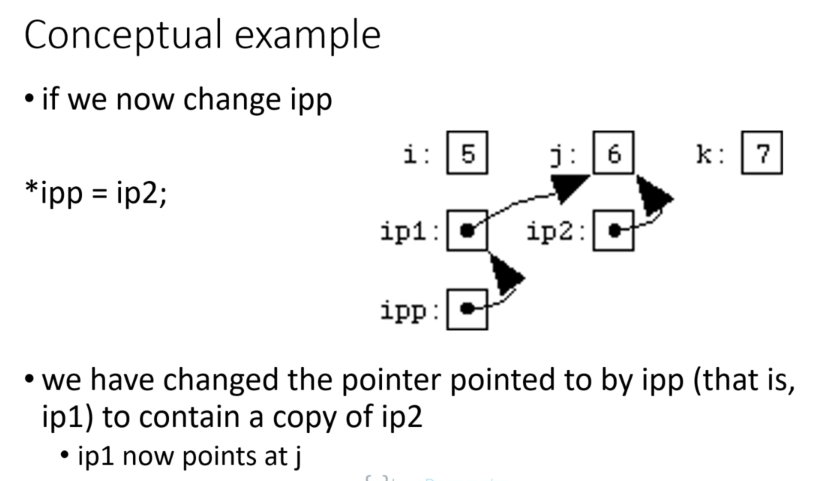 Conceptual example
• if we now change ipp
i: 5 j: 6 k: 7
*ipp = ip2;
ip1: ip2:
ipp:
• we have changed the pointer pointed to by ipp (that is,
ip1) to contain a copy of ip2
• ip1 now points at j